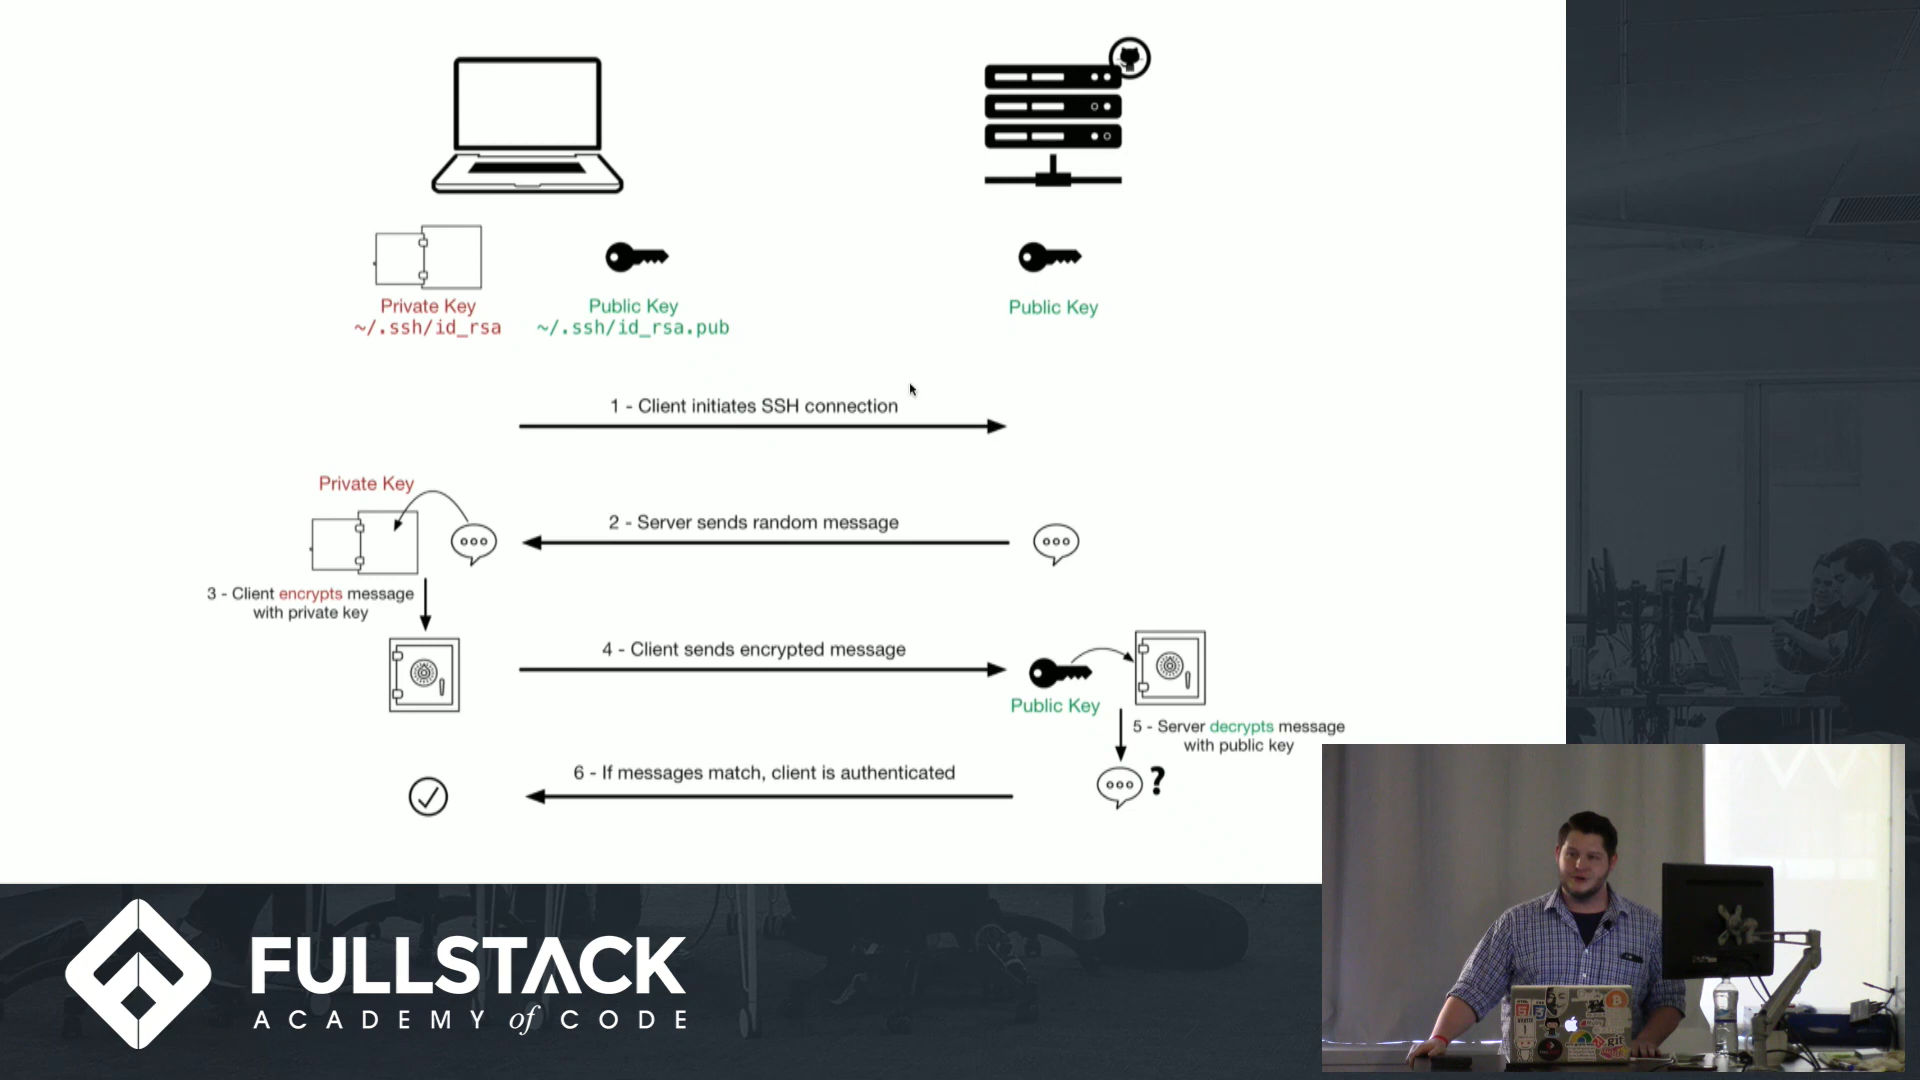 Private Key
~/.ssh/id_rsa
Public Key
~/.ssh/id_rsa.pub
Public Key
1 - Client initiates SSH connection
Private Key
2 - Server sends random message
3 - Client encrypts message
with private key
4 - Client sends encrypted message
Public Key
5 - Server decrypts message
with public key
?
6 - If messages match, client is authenticated
FULLSTACK
ACADEMY of CODE
git